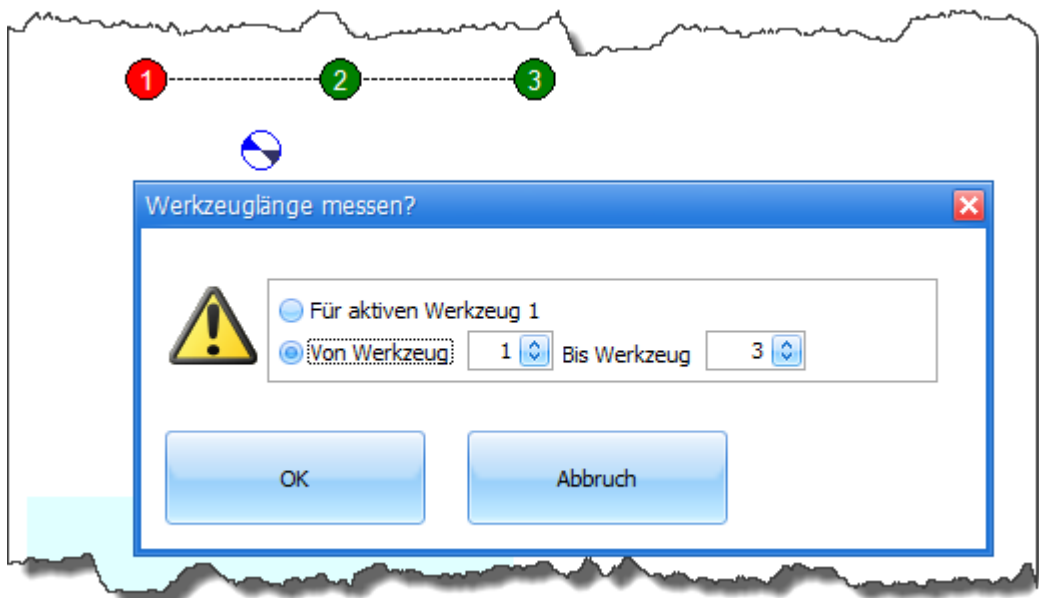 1 2 3
Werkzeuglänge messen?
Für aktiven Werkzeug 1
Von Werkzeug 1 Bis Werkzeug 3
OK Abbruch